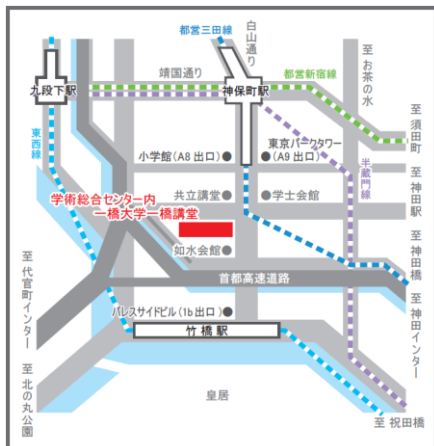 都営三田線
白山通り
至お茶の水
靖国通り
都営新宿線
九段下駅
神保町駅
至須田町
東西線
小学館(A8 出口)
東京パークタワー
(A9 出口)
半蔵門線
至神田駅
学術総合センター内
一橋大学一橋講堂
共立講堂
学士会館
如水会館
至神田橋
首都高速道路
至代官町インター
至神田インター
パレスサイドビル(1b 出口)
竹橋駅
至北の丸公園
皇居
至 祝田橋